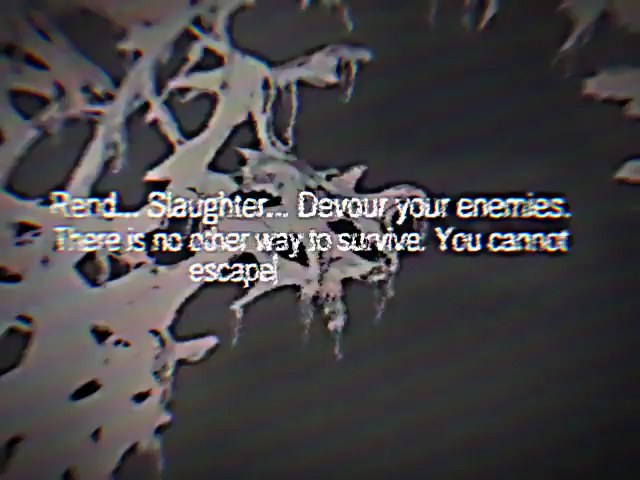 Rend... Slaughter... Devour your enemies.
There is no other way to survive. You cannot
escape